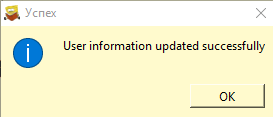 Успех
User information updated successfully
OK